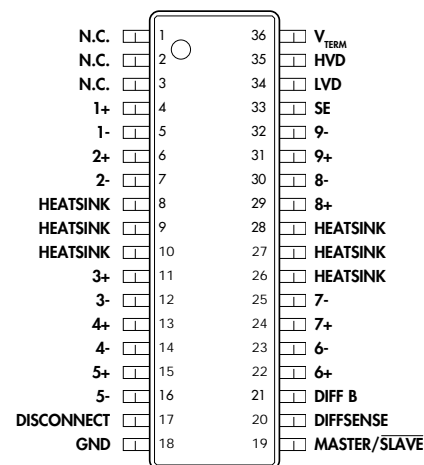 N.C. 1 36 VTERM
N.C. 2 35 HVD
N.C. 3 34 LVD
1+ 4 33 SE
1- 5 32 9-
2+ 6 31 9+
2- 7 30 8-
HEATSINK 8 29 8+
HEATSINK 9 28 HEATSINK
HEATSINK 10 27 HEATSINK
3+ 11 26 HEATSINK
3- 12 25 7-
4+ 13 24 7+
4- 14 23 6-
5+ 15 22 6+
5- 16 21 DIFF B
DISCONNECT 17 20 DIFFSENSE
GND 18 19 MASTER/SLAVE